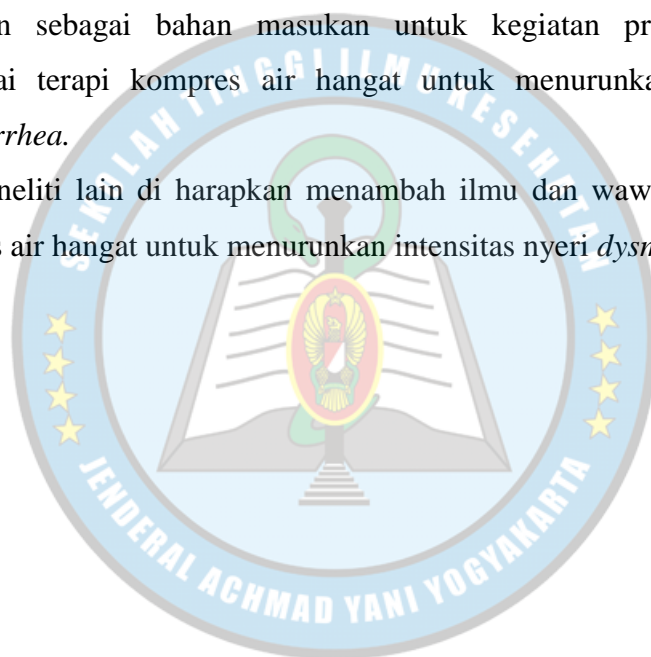 n sebagai bahan masukan untuk kegiatan pr
ai terapi kompres air hangat untuk menurunka
rrhea.
neliti lain di harapkan menambah ilmu dan waw
s air hangat untuk menurunkan intensitas nyeri dysn
SEKOLAH TINGGI ILMU KESEHATAN
JENDERAL ACHMAD YANI YOGYAKARTA